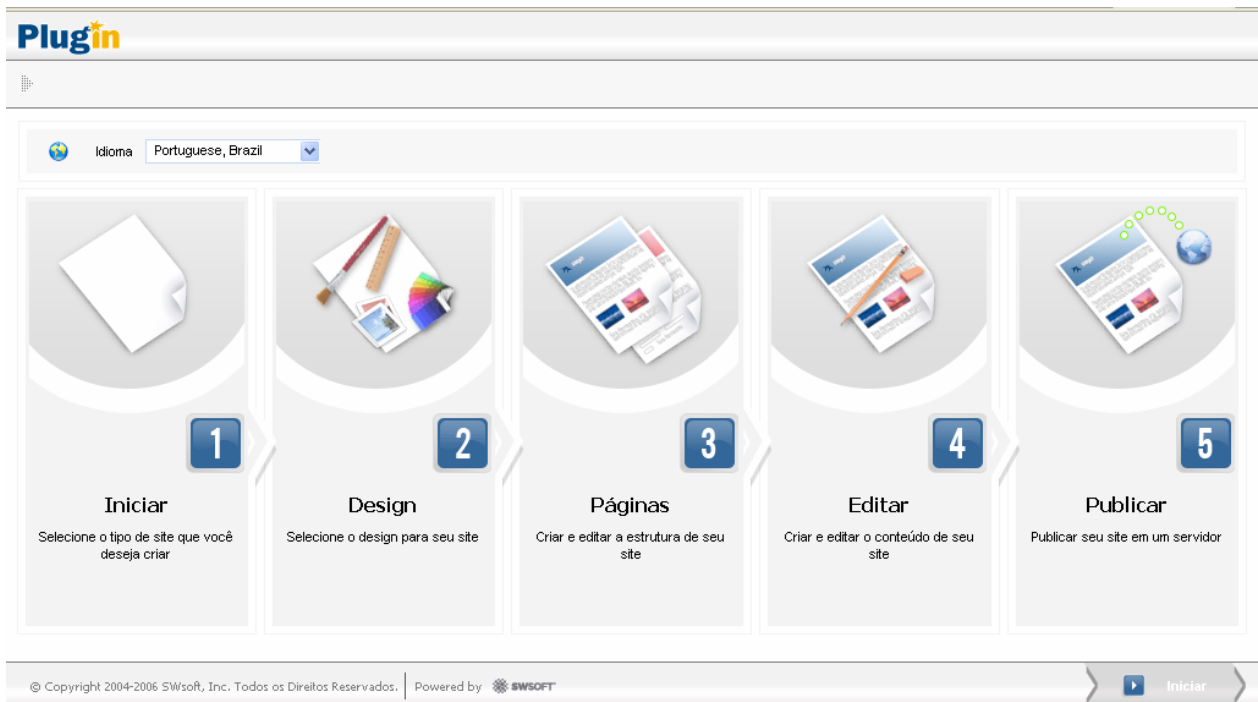 Plugin
Idioma Portuguese, Brazil
1
2
3
4
5
Iniciar
Design
Páginas
Editar
Publicar
Selecione o tipo de site que você
deseja criar
Selecione o design para seu site
Criar e editar a estrutura de seu
site
Criar e editar o conteúdo de seu
site
Publicar seu site em um servidor
© Copyright 2004-2006 SWsoft, Inc. Todos os Direitos Reservados.
Powered by SWSOFT
Iniciar